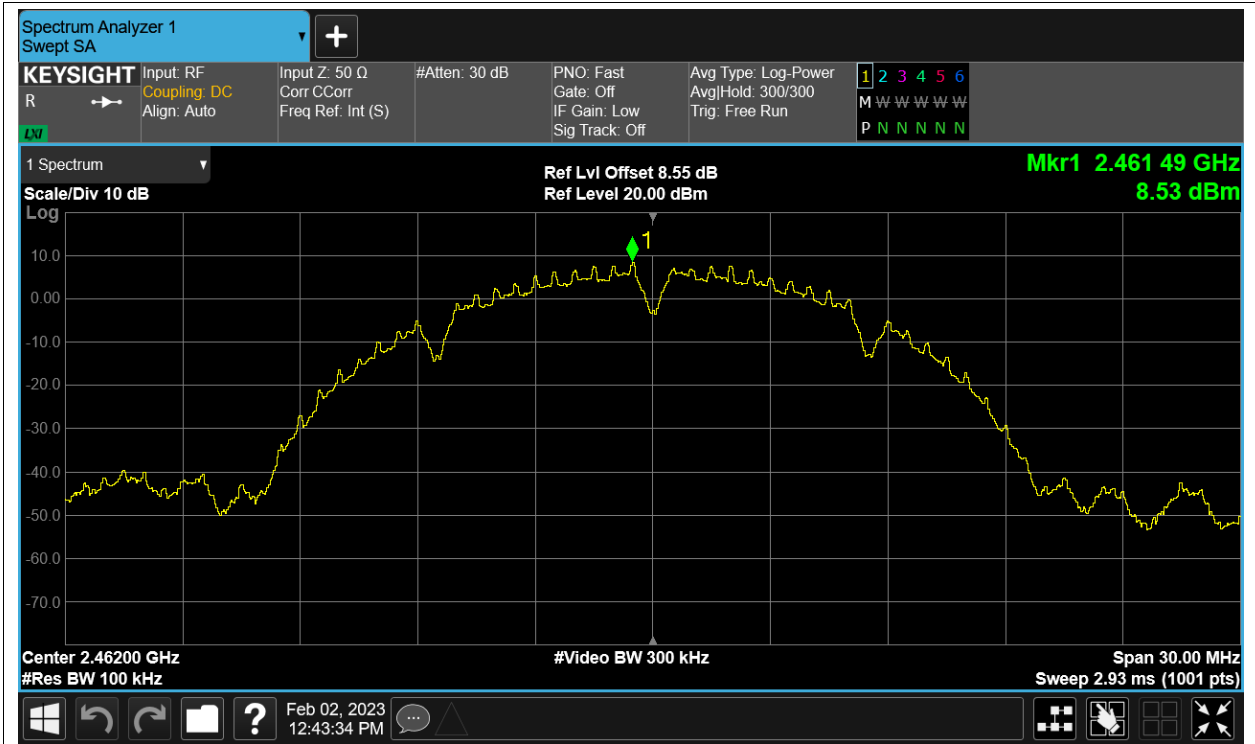 Spectrum Analyzer 1
Swept SA
KEYSIGHT
R
LXI
Input: RF
Coupling: DC
Align: Auto
Input Z: 50 Ω
Corr CCorr
Freq Ref: Int (S)
#Atten: 30 dB
PNO: Fast
Gate: Off
IF Gain: Low
Sig Track: Off
Avg Type: Log-Power
Avg|Hold: 300/300
Trig: Free Run
1 2 3 4 5 6
M W W W W W
P N N N N N
1 Spectrum
Scale/Div 10 dB
Ref Lvl Offset 8.55 dB
Ref Level 20.00 dBm
Mkr1 2.461 49 GHz
8.53 dBm
Log
1
10.0
0.00
-10.0
-20.0
-30.0
-40.0
-50.0
-60.0
-70.0
Center 2.46200 GHz
#Video BW 300 kHz
Span 30.00 MHz
#Res BW 100 kHz
Sweep 2.93 ms (1001 pts)
?
Feb 02, 2023
12:43:34 PM